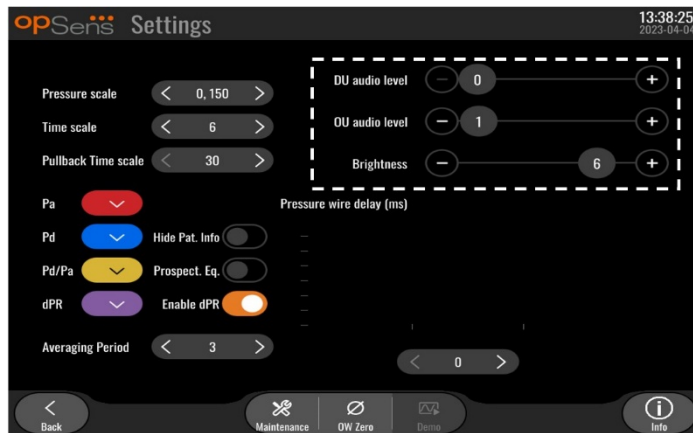 opSens Settings
13:38:25
2023-04-04
Pressure scale < 0, 150 >
Time scale < 6 >
Pullback Time scale < 30 >
DU audio level − 0 +
OU audio level − 1 +
Brightness − 6 +
Pa
Pressure wire delay (ms)
Pd Hide Pat. Info
Pd/Pa Prospect. Eq.
dPR Enable dPR
Averaging Period < 3 >
< 0 >
Back Maintenance OW Zero Demo Info